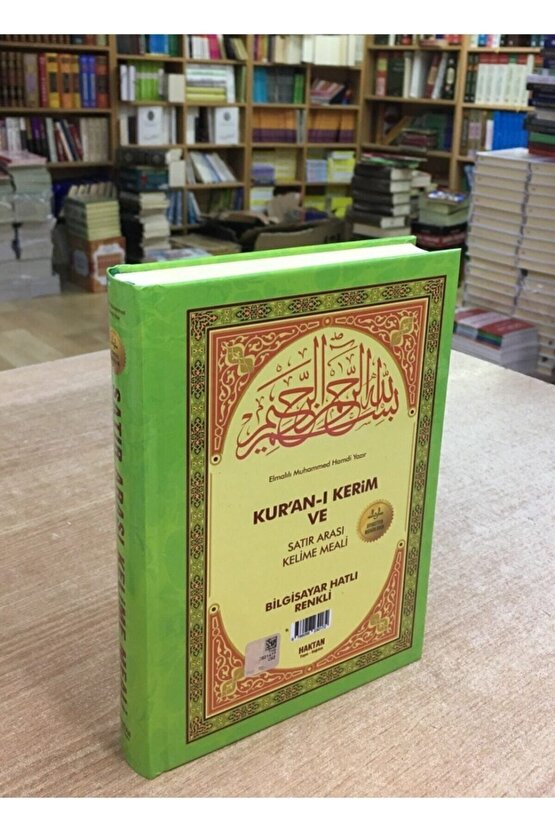 بسم الله الرحمن الرحيم
Elmalılı Muhammed Hamdi Yazır
KUR'AN-I KERİM
VE
SATIR ARASI
KELİME MEALİ
BİLGİSAYAR HATLI
RENKLİ
HAKTAN
SATIR ARASI KELİME MEALİ